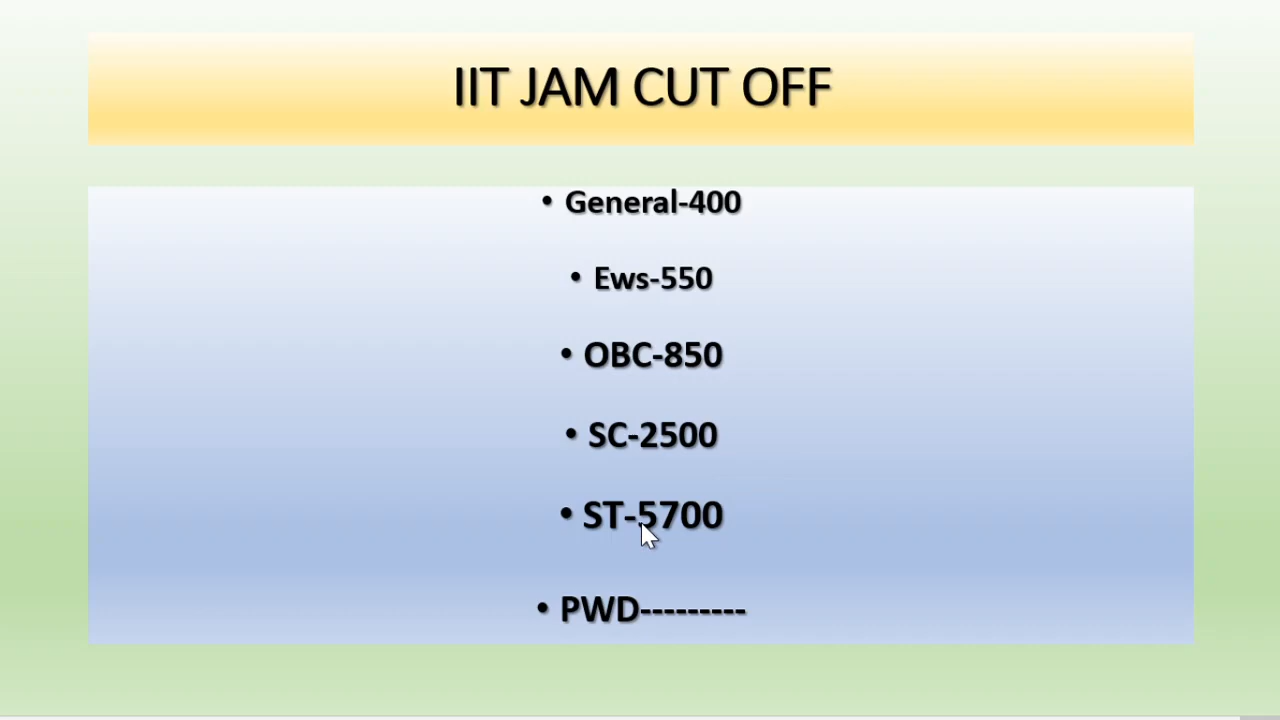 IIT JAM CUT OFF
• General-400
• Ews-550
• OBC-850
• SC-2500
• ST-5700
• PWD---------